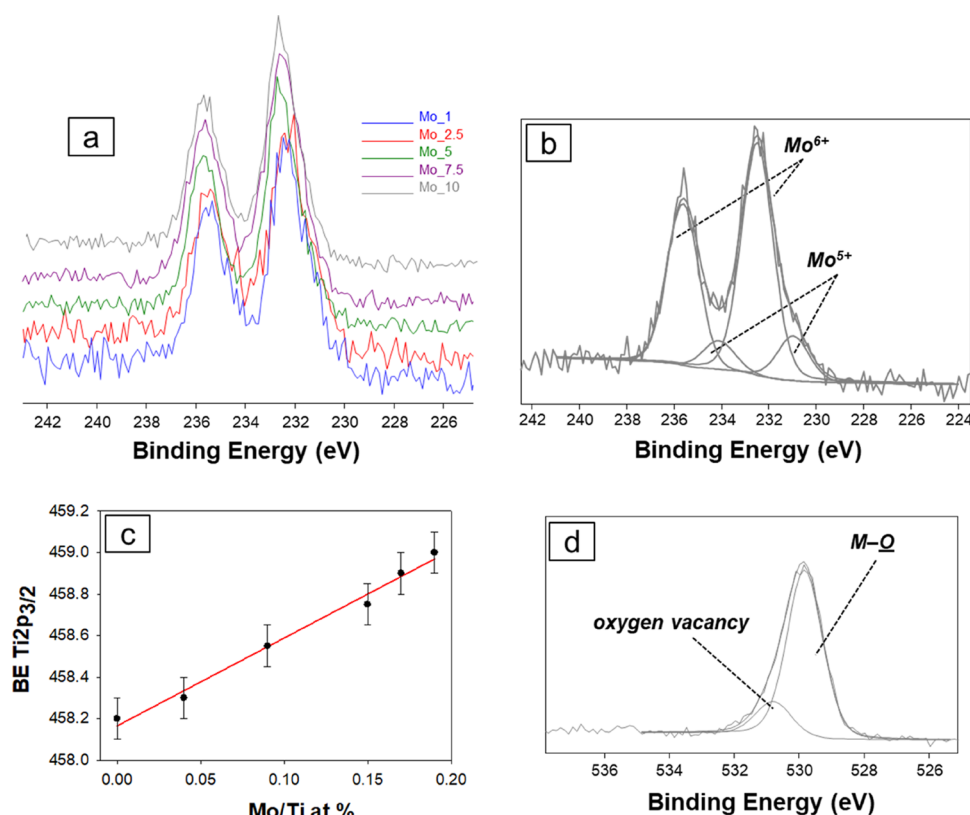 a
Mo_1
Mo_2.5
Mo_5
Mo_7.5
Mo_10
242 240 238 236 234 232 230 228 226
Binding Energy (eV)
b
Mo6+
Mo5+
242 240 238 236 234 232 230 228 226 224
Binding Energy (eV)
c
459.2
459.0
458.8
458.6
458.4
458.2
458.0
BE Ti2p3/2
0.00 0.05 0.10 0.15 0.20
Mo/Ti at %
d
M–O
oxygen vacancy
536 534 532 530 528 526
Binding Energy (eV)